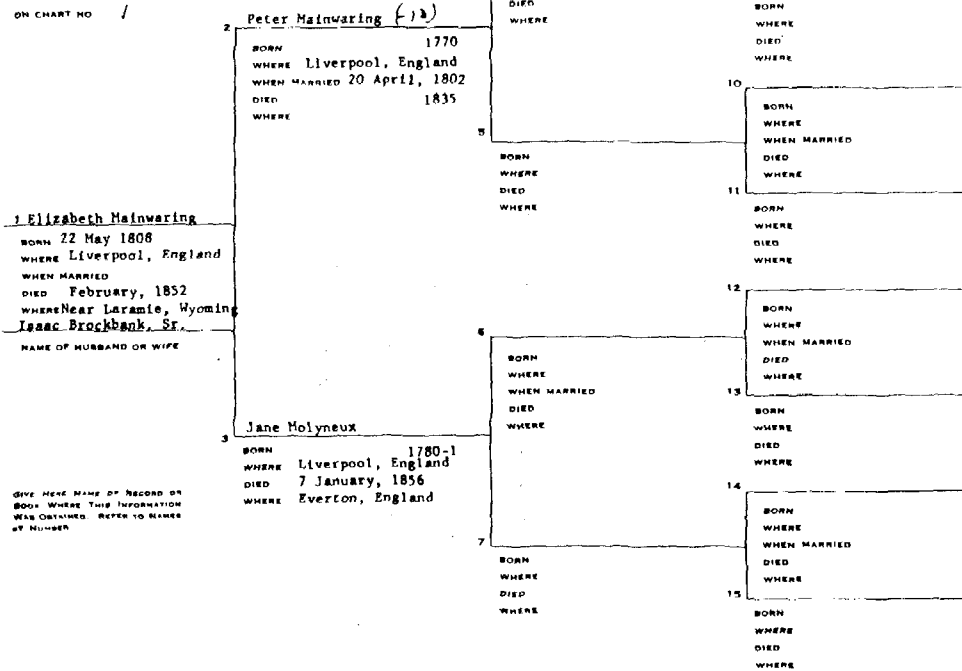 ON CHART NO 1
2
Peter Mainwaring (-12)
BORN 1770
WHERE Liverpool, England
WHEN MARRIED 20 April, 1802
DIED 1835
WHERE
1 Elizabeth Mainwaring
BORN 22 May 1808
WHERE Liverpool, England
WHEN MARRIED
DIED February, 1852
WHERE Near Laramie, Wyoming
Isaac Brockbank, Sr.
NAME OF HUSBAND OR WIFE
3
Jane Molyneux
BORN 1780-1
WHERE Liverpool, England
DIED 7 January, 1856
WHERE Everton, England
GIVE HERE NAME OF RECORD OR
BOOK WHERE THIS INFORMATION
WAS OBTAINED. REFER TO NAMES
BY NUMBER
DIED
WHERE
5
BORN
WHERE
DIED
WHERE
6
BORN
WHERE
WHEN MARRIED
DIED
WHERE
7
BORN
WHERE
DIED
WHERE
BORN
WHERE
DIED
WHERE
10
BORN
WHERE
WHEN MARRIED
DIED
WHERE
11
BORN
WHERE
DIED
WHERE
12
BORN
WHERE
WHEN MARRIED
DIED
WHERE
13
BORN
WHERE
DIED
WHERE
14
BORN
WHERE
WHEN MARRIED
DIED
WHERE
15
BORN
WHERE
DIED
WHERE